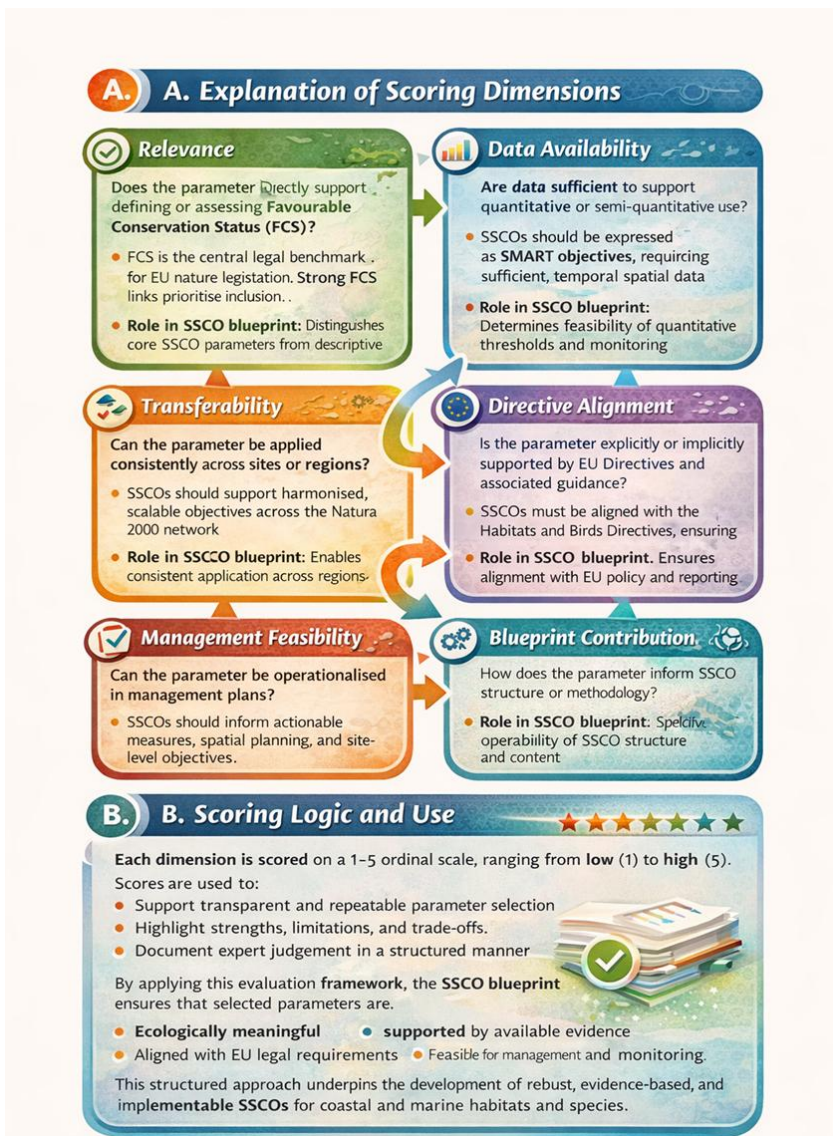 A. A. Explanation of Scoring Dimensions
Relevance
Does the parameter Directly support
defining or assessing Favourable
Conservation Status (FCS)?
• FCS is the central legal benchmark .
for EU nature legistation. Strong FCS
links prioritise inclusion. .
• Role in SSCO blueprint: Distingushes
core SSCO parameters from descriptive
Data Availability
Are data sufficient to support
quantitative or semi-quantitative use?
• SSCOs should be expressed
as SMART objectives, requircing
sufficient, temporal spatial data
• Role in SSCO blueprint:
Determines feasibility of quantitative
thresholds and monitoring
Transferability
Can the parameter be applied
consistently across sites or regions?
• SSCOs should support harmonised,
scalable objectives across the Natura
2000 network
• Role in SSCCO blueprint: Enables
consistent application across regions.
Directive Alignment
Is the parameter explicitly or implicitly
supported by EU Directives and
associated guidance?
• SSCOs must be aligned with the
Habitats and Birds Directives, ensuring
• Role in SSCO blueprint. Ensures
alignment with EU policy and reporting.
Management Feasibility
Can the parameter be operationalised
in management plans?
• SSCOs should inform actionable
measures, spatial planning, and site-
level objectives.
Blueprint Contribution
How does the parameter inform SSCO
structure or methodology?
• Role in SSCO blueprint:
operability of SSCO structure
and content
B. B. Scoring Logic and Use
Each dimension is scored on a 1–5 ordinal scale, ranging from low (1) to high (5).
Scores are used to:
• Support transparent and repeatable parameter selection
• Highlight strengths, limitations, and trade-offs.
• Document expert judgement in a structured manner
By applying this evaluation framework, the SSCO blueprint
ensures that selected parameters are.
• Ecologically meaningful • supported by available evidence
• Aligned with EU legal requirements • Feasible for management and monitoring.
This structured approach underpins the development of rebust, evidence-based, and
implementable SSCOs for coastal and marine habitats and species.